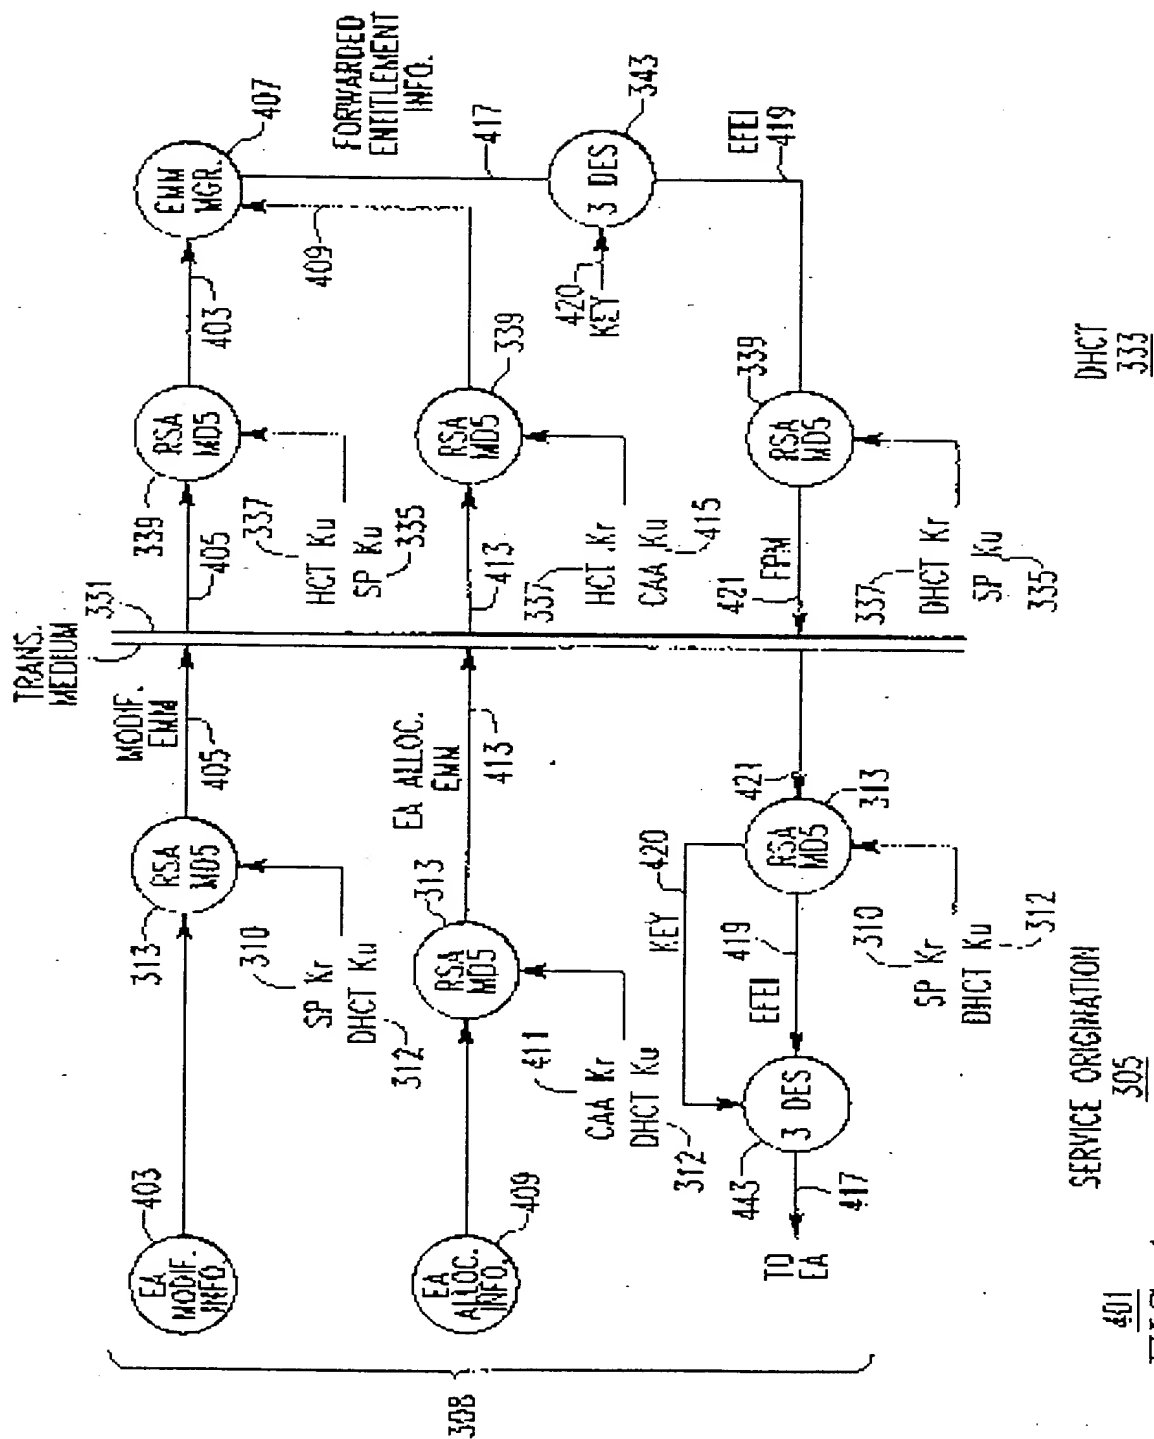 TRANS.
MEDIUM
331
308
EA
MODIF.
INFO.
403
313
RSA
MD5
MODIF.
EMM
405
310
SP Kr
DHCT Ku
312
405
339
RSA
MD5
403
EMM
MGR.
407
337
HCT Ku
SP Ku
335
409
FORWARDED
ENTITLEMENT
INFO.
417
EA
ALLOC.
INFO.
409
RSA
MD5
313
EA ALLOC.
EMM
413
411
CAA Kr
DHCT Ku
312
413
RSA
MD5
339
337
HCT Kr
CAA Ku
415
420
KEY
3 DES
343
EFEI
419
TO
EA
417
443
3 DES
KEY
420
EFEI
419
RSA
MD5
313
421
310
SP Kr
DHCT Ku
312
421
FPM
RSA
MD5
339
337
DHCT Kr
SP Ku
335
SERVICE ORIGINATION
305
DHCT
333
401